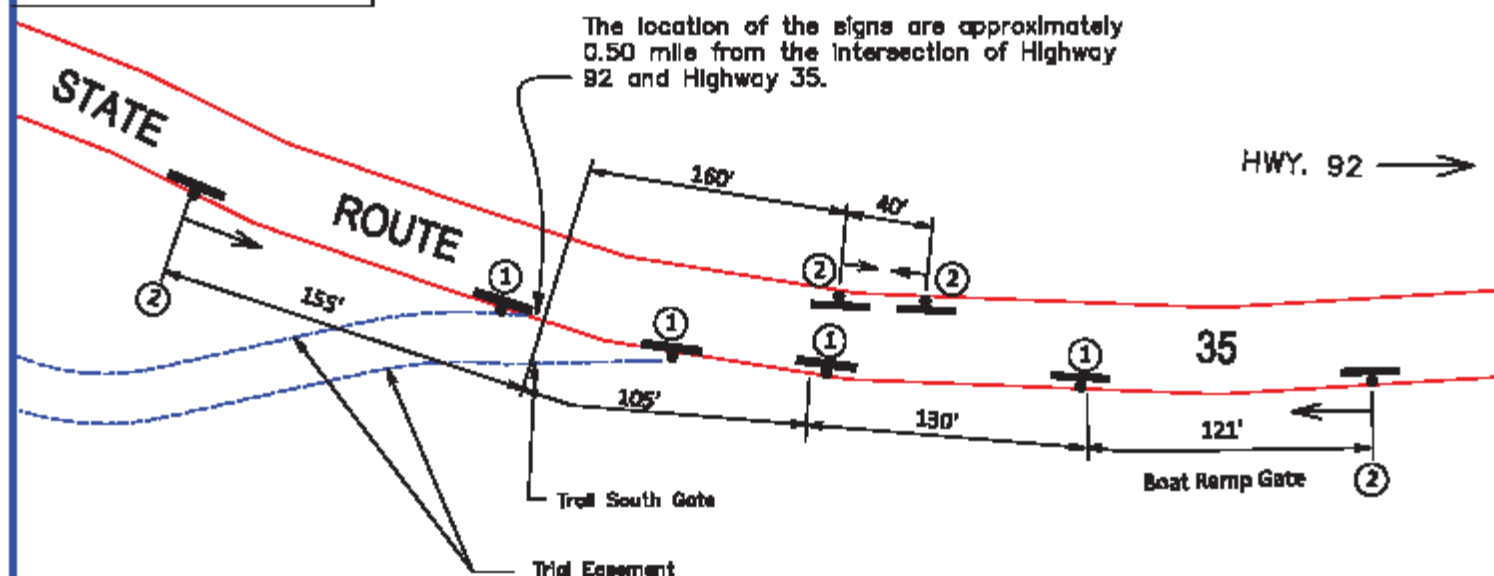 The location of the signs are approximately
0.50 mile from the intersection of Highway
92 and Highway 35.
STATE
ROUTE
35
HWY. 92
160'
40'
2
2
1
1
1
1
2
155'
105'
130'
121'
Boat Ramp Gate
2
Trail South Gate
Trial Easement